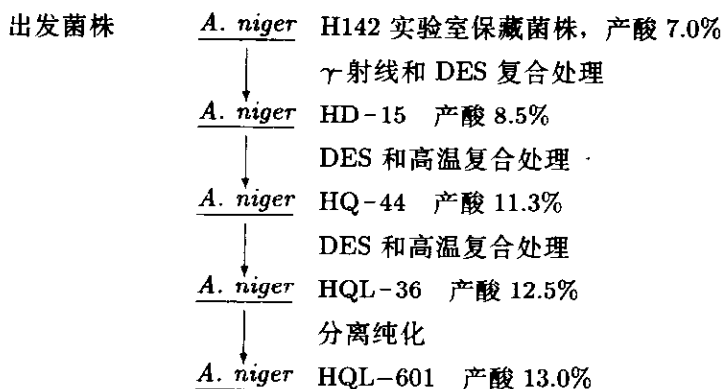 出发菌株 A. niger H142 实验室保藏菌株，产酸 7.0%
γ射线和 DES 复合处理
A. niger HD-15 产酸 8.5%
DES 和高温复合处理
A. niger HQ-44 产酸 11.3%
DES 和高温复合处理
A. niger HQL-36 产酸 12.5%
分离纯化
A. niger HQL-601 产酸 13.0%